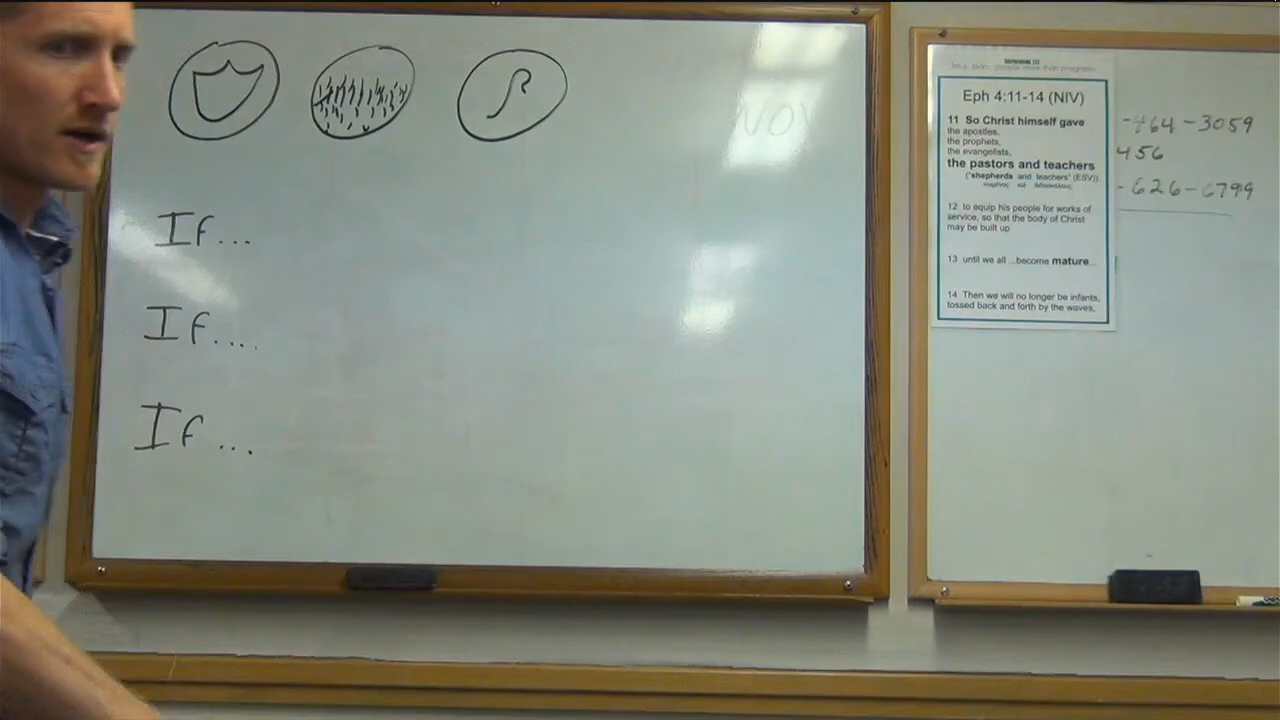 If...
If....
If...
NOV
Eph 4:11-14 (NIV)
11 So Christ himself gave
the apostles,
the prophets,
the evangelists,
the pastors and teachers
("shepherds and teachers" (ESV))
12 to equip his people for works of
service, so that the body of Christ
may be built up
13 until we all ...become mature...
14 Then we will no longer be infants,
tossed back and forth by the waves,
-464-3059
456
-626-6799